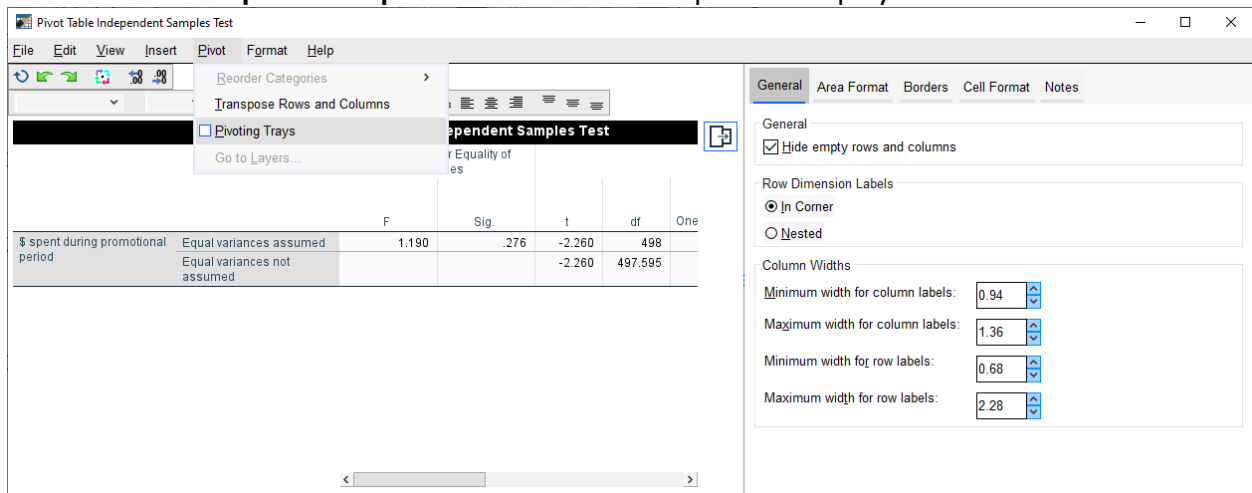 Pivot Table Independent Samples Test
File Edit View Insert Pivot Format Help
Reorder Categories
Transpose Rows and Columns
Pivoting Trays
Go to Layers...
ependent Samples Test
r Equality of
es
F Sig. t df One
$ spent during promotional period
Equal variances assumed 1.190 .276 -2.260 498
Equal variances not assumed -2.260 497.595
General Area Format Borders Cell Format Notes
General
Hide empty rows and columns
Row Dimension Labels
In Corner
Nested
Column Widths
Minimum width for column labels: 0.94
Maximum width for column labels: 1.36
Minimum width for row labels: 0.68
Maximum width for row labels: 2.28